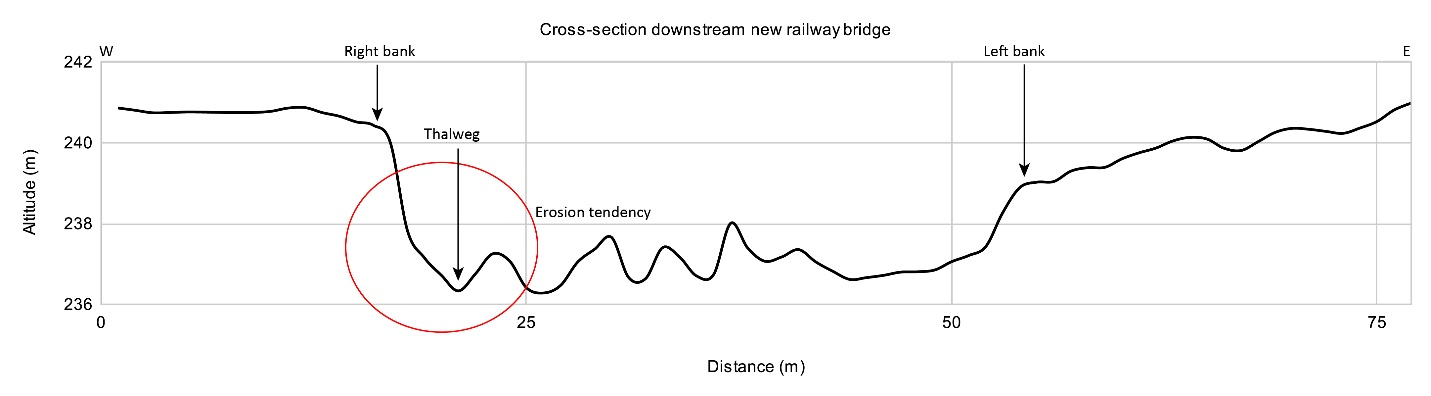 Cross-section downstream new railway bridge
W
Right bank
Left bank
E
242
Thalweg
240
Erosion tendency
238
236
0
25
50
75
Altitude (m)
Distance (m)